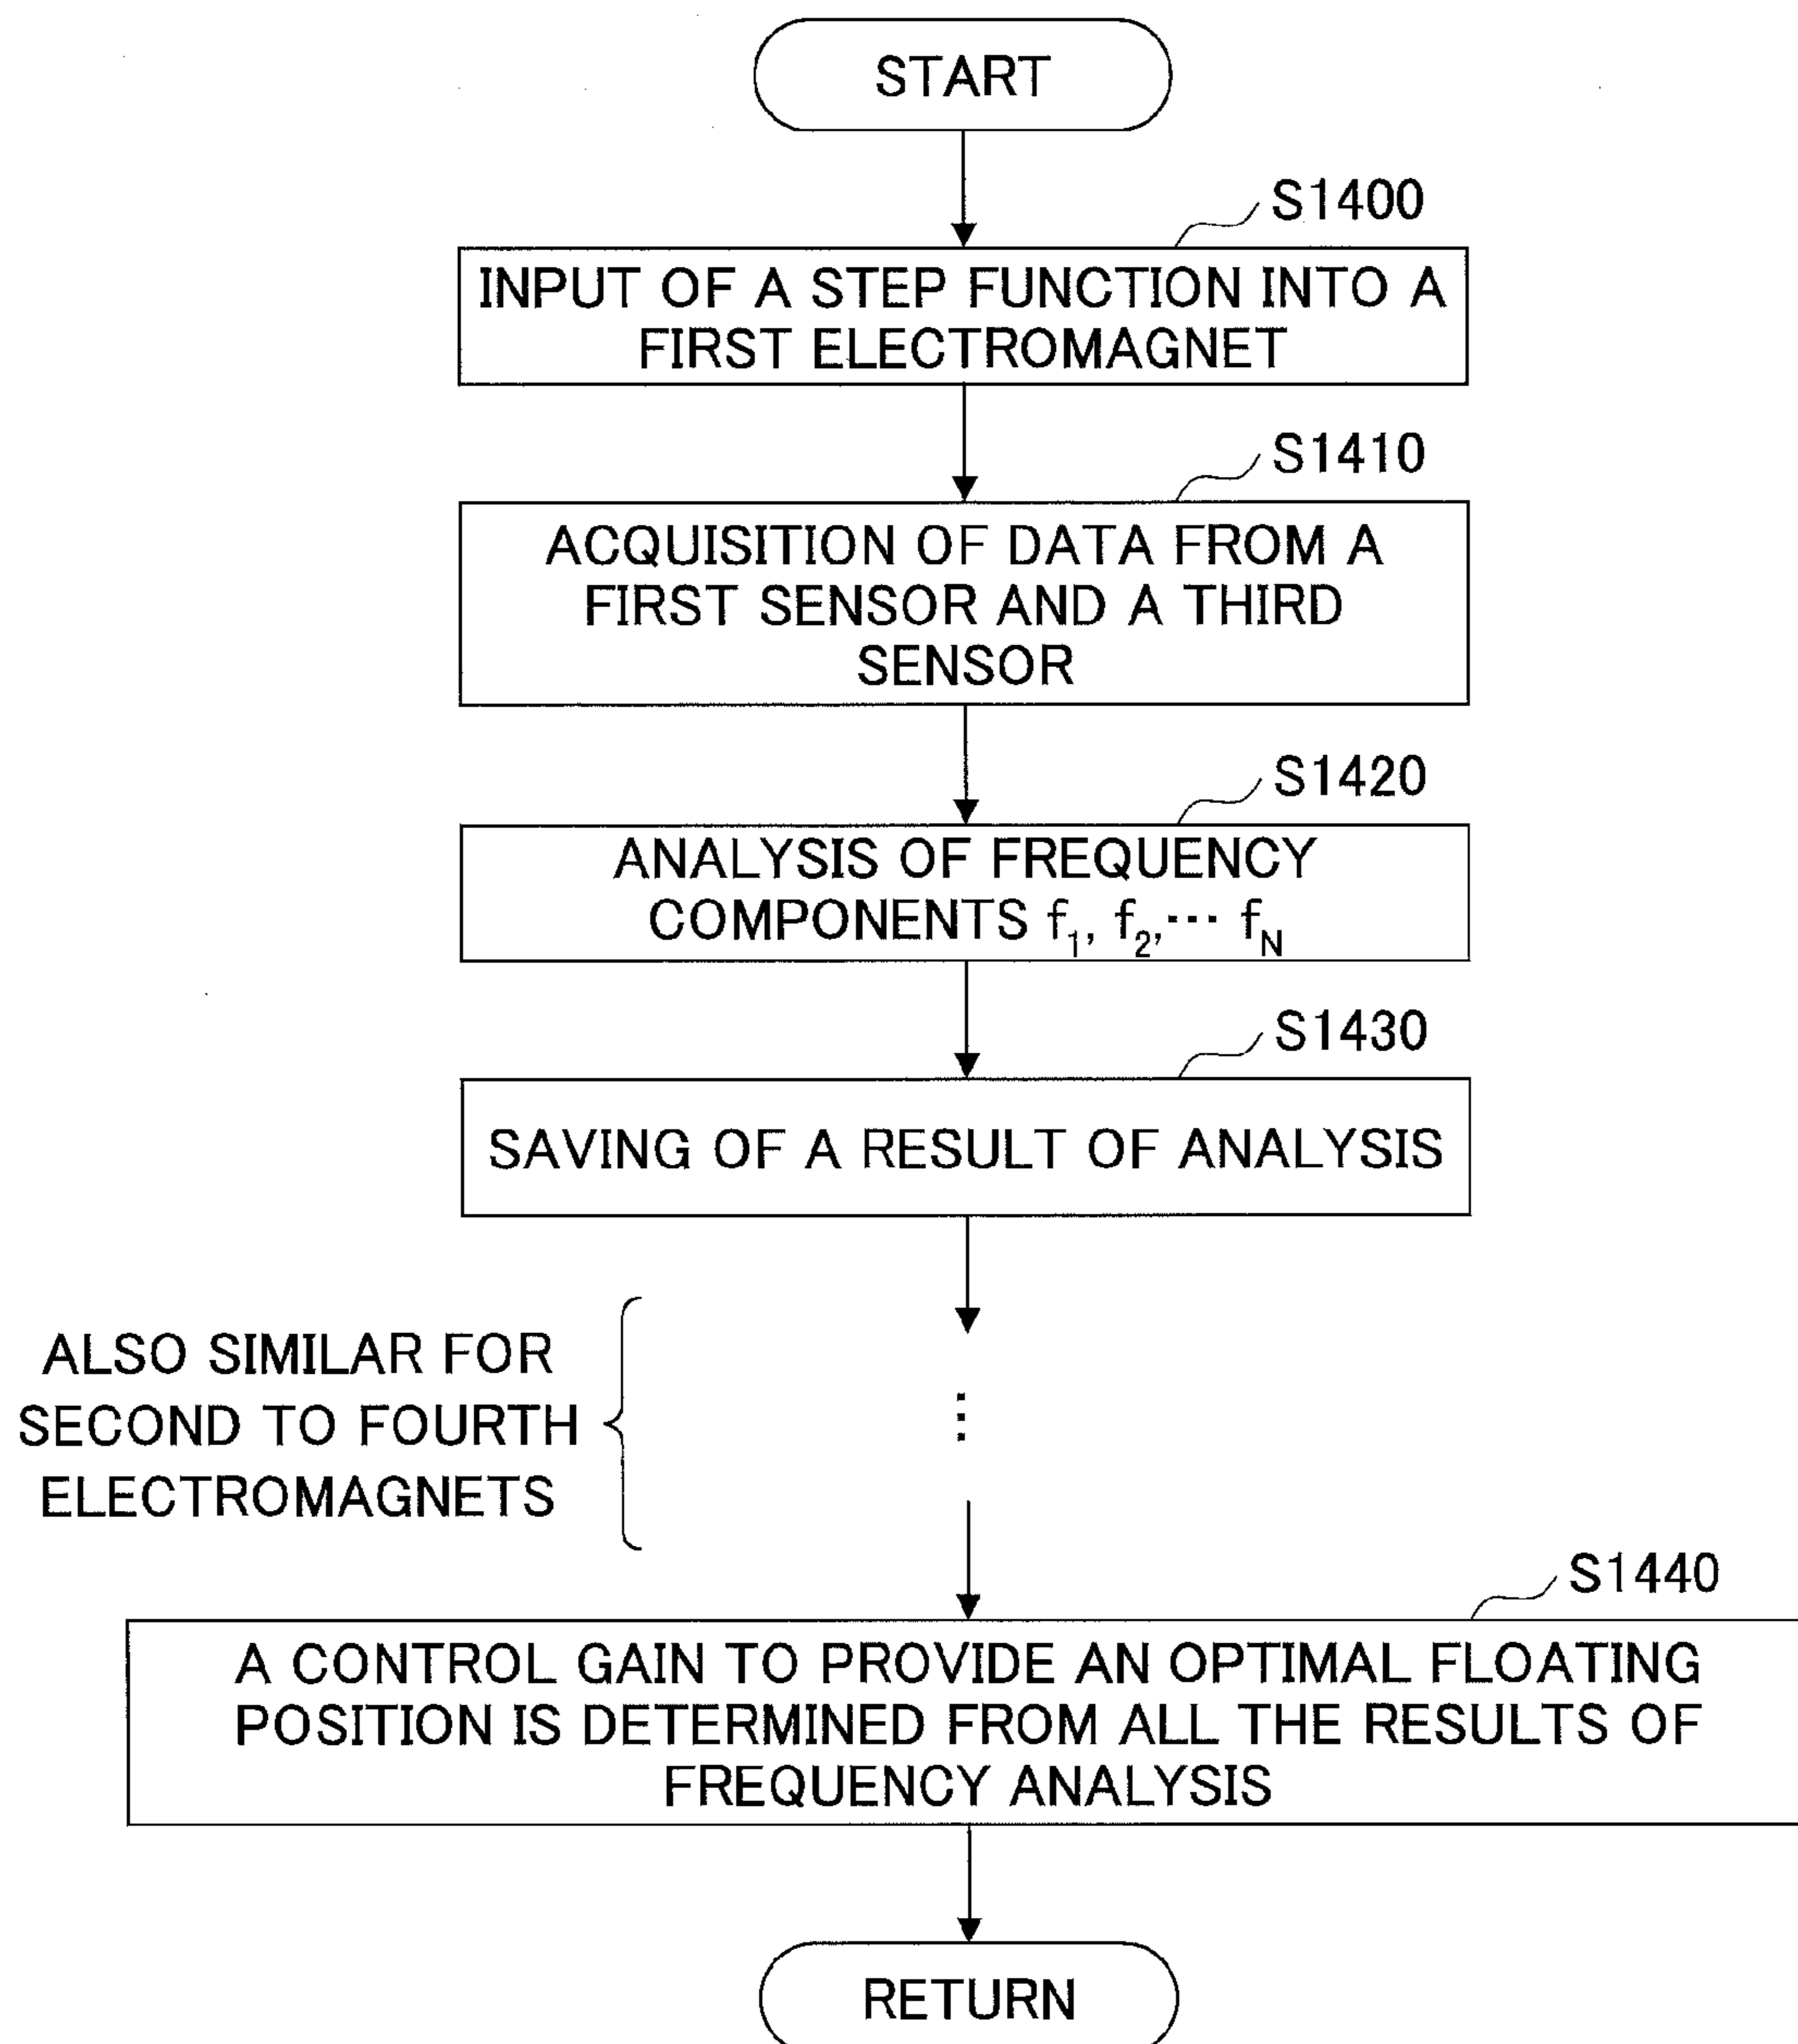 START
S1400
INPUT OF A STEP FUNCTION INTO A
FIRST ELECTROMAGNET
S1410
ACQUISITION OF DATA FROM A
FIRST SENSOR AND A THIRD
SENSOR
S1420
ANALYSIS OF FREQUENCY
COMPONENTS f₁, f₂,··· f_N
S1430
SAVING OF A RESULT OF ANALYSIS
ALSO SIMILAR FOR
SECOND TO FOURTH
ELECTROMAGNETS
⋮
S1440
A CONTROL GAIN TO PROVIDE AN OPTIMAL FLOATING
POSITION IS DETERMINED FROM ALL THE RESULTS OF
FREQUENCY ANALYSIS
RETURN